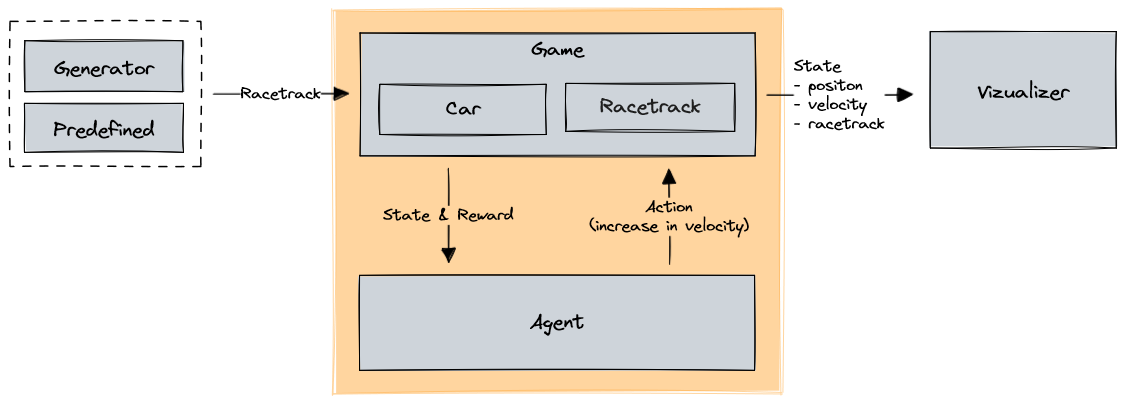 Generator
Predefined
Racetrack
Game
Car
Racetrack
State & Reward
Action
(increase in velocity)
Agent
State
- positon
- velocity
- racetrack
Vizualizer